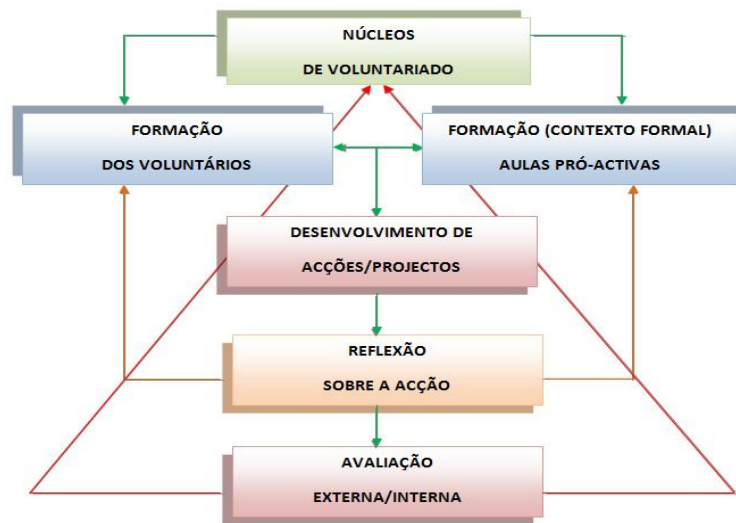 NÚCLEOS
DE VOLUNTARIADO
FORMAÇÃO
DOS VOLUNTÁRIOS
FORMAÇÃO (CONTEXTO FORMAL)
AULAS PRÓ-ACTIVAS
DESENVOLVIMENTO DE
ACÇÕES/PROJECTOS
REFLEXÃO
SOBRE A ACÇÃO
AVALIAÇÃO
EXTERNA/INTERNA